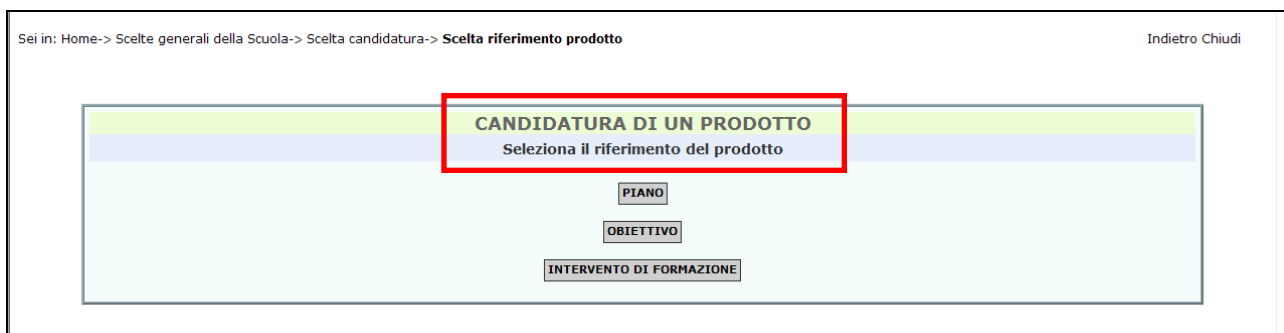 Sei in: Home-> Scelte generali della Scuola-> Scelta candidatura-> Scelta riferimento prodotto Indietro Chiudi
CANDIDATURA DI UN PRODOTTO
Seleziona il riferimento del prodotto
PIANO
OBIETTIVO
INTERVENTO DI FORMAZIONE